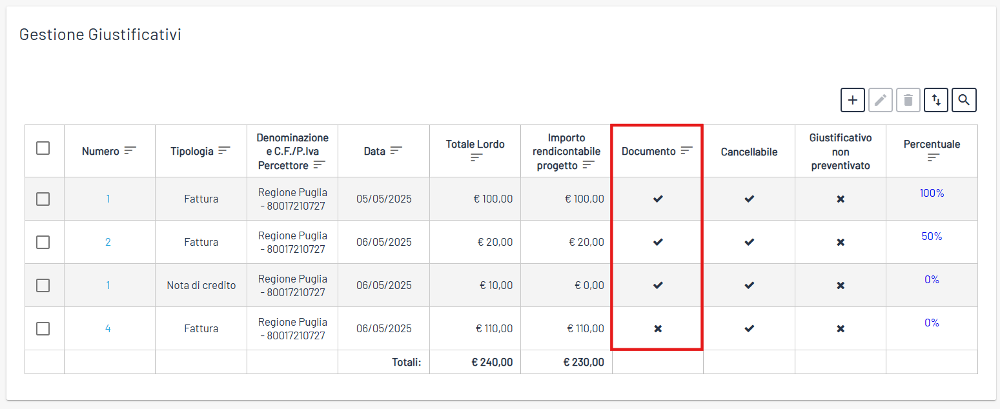 Gestione Giustificativi
Numero
Tipologia
Denominazione
e C.F./P.Iva
Percettore
Data
Totale Lordo
Importo
rendicontabile
progetto
Documento
Cancellabile
Giustificativo
non
preventivato
Percentuale
1
Fattura
Regione Puglia
- 80017210727
05/05/2025
€ 100,00
€ 100,00
100%
2
Fattura
Regione Puglia
- 80017210727
06/05/2025
€ 20,00
€ 20,00
50%
1
Nota di credito
Regione Puglia
- 80017210727
06/05/2025
€ 10,00
€ 0,00
0%
4
Fattura
Regione Puglia
- 80017210727
06/05/2025
€ 110,00
€ 110,00
0%
Totali:
€ 240,00
€ 230,00